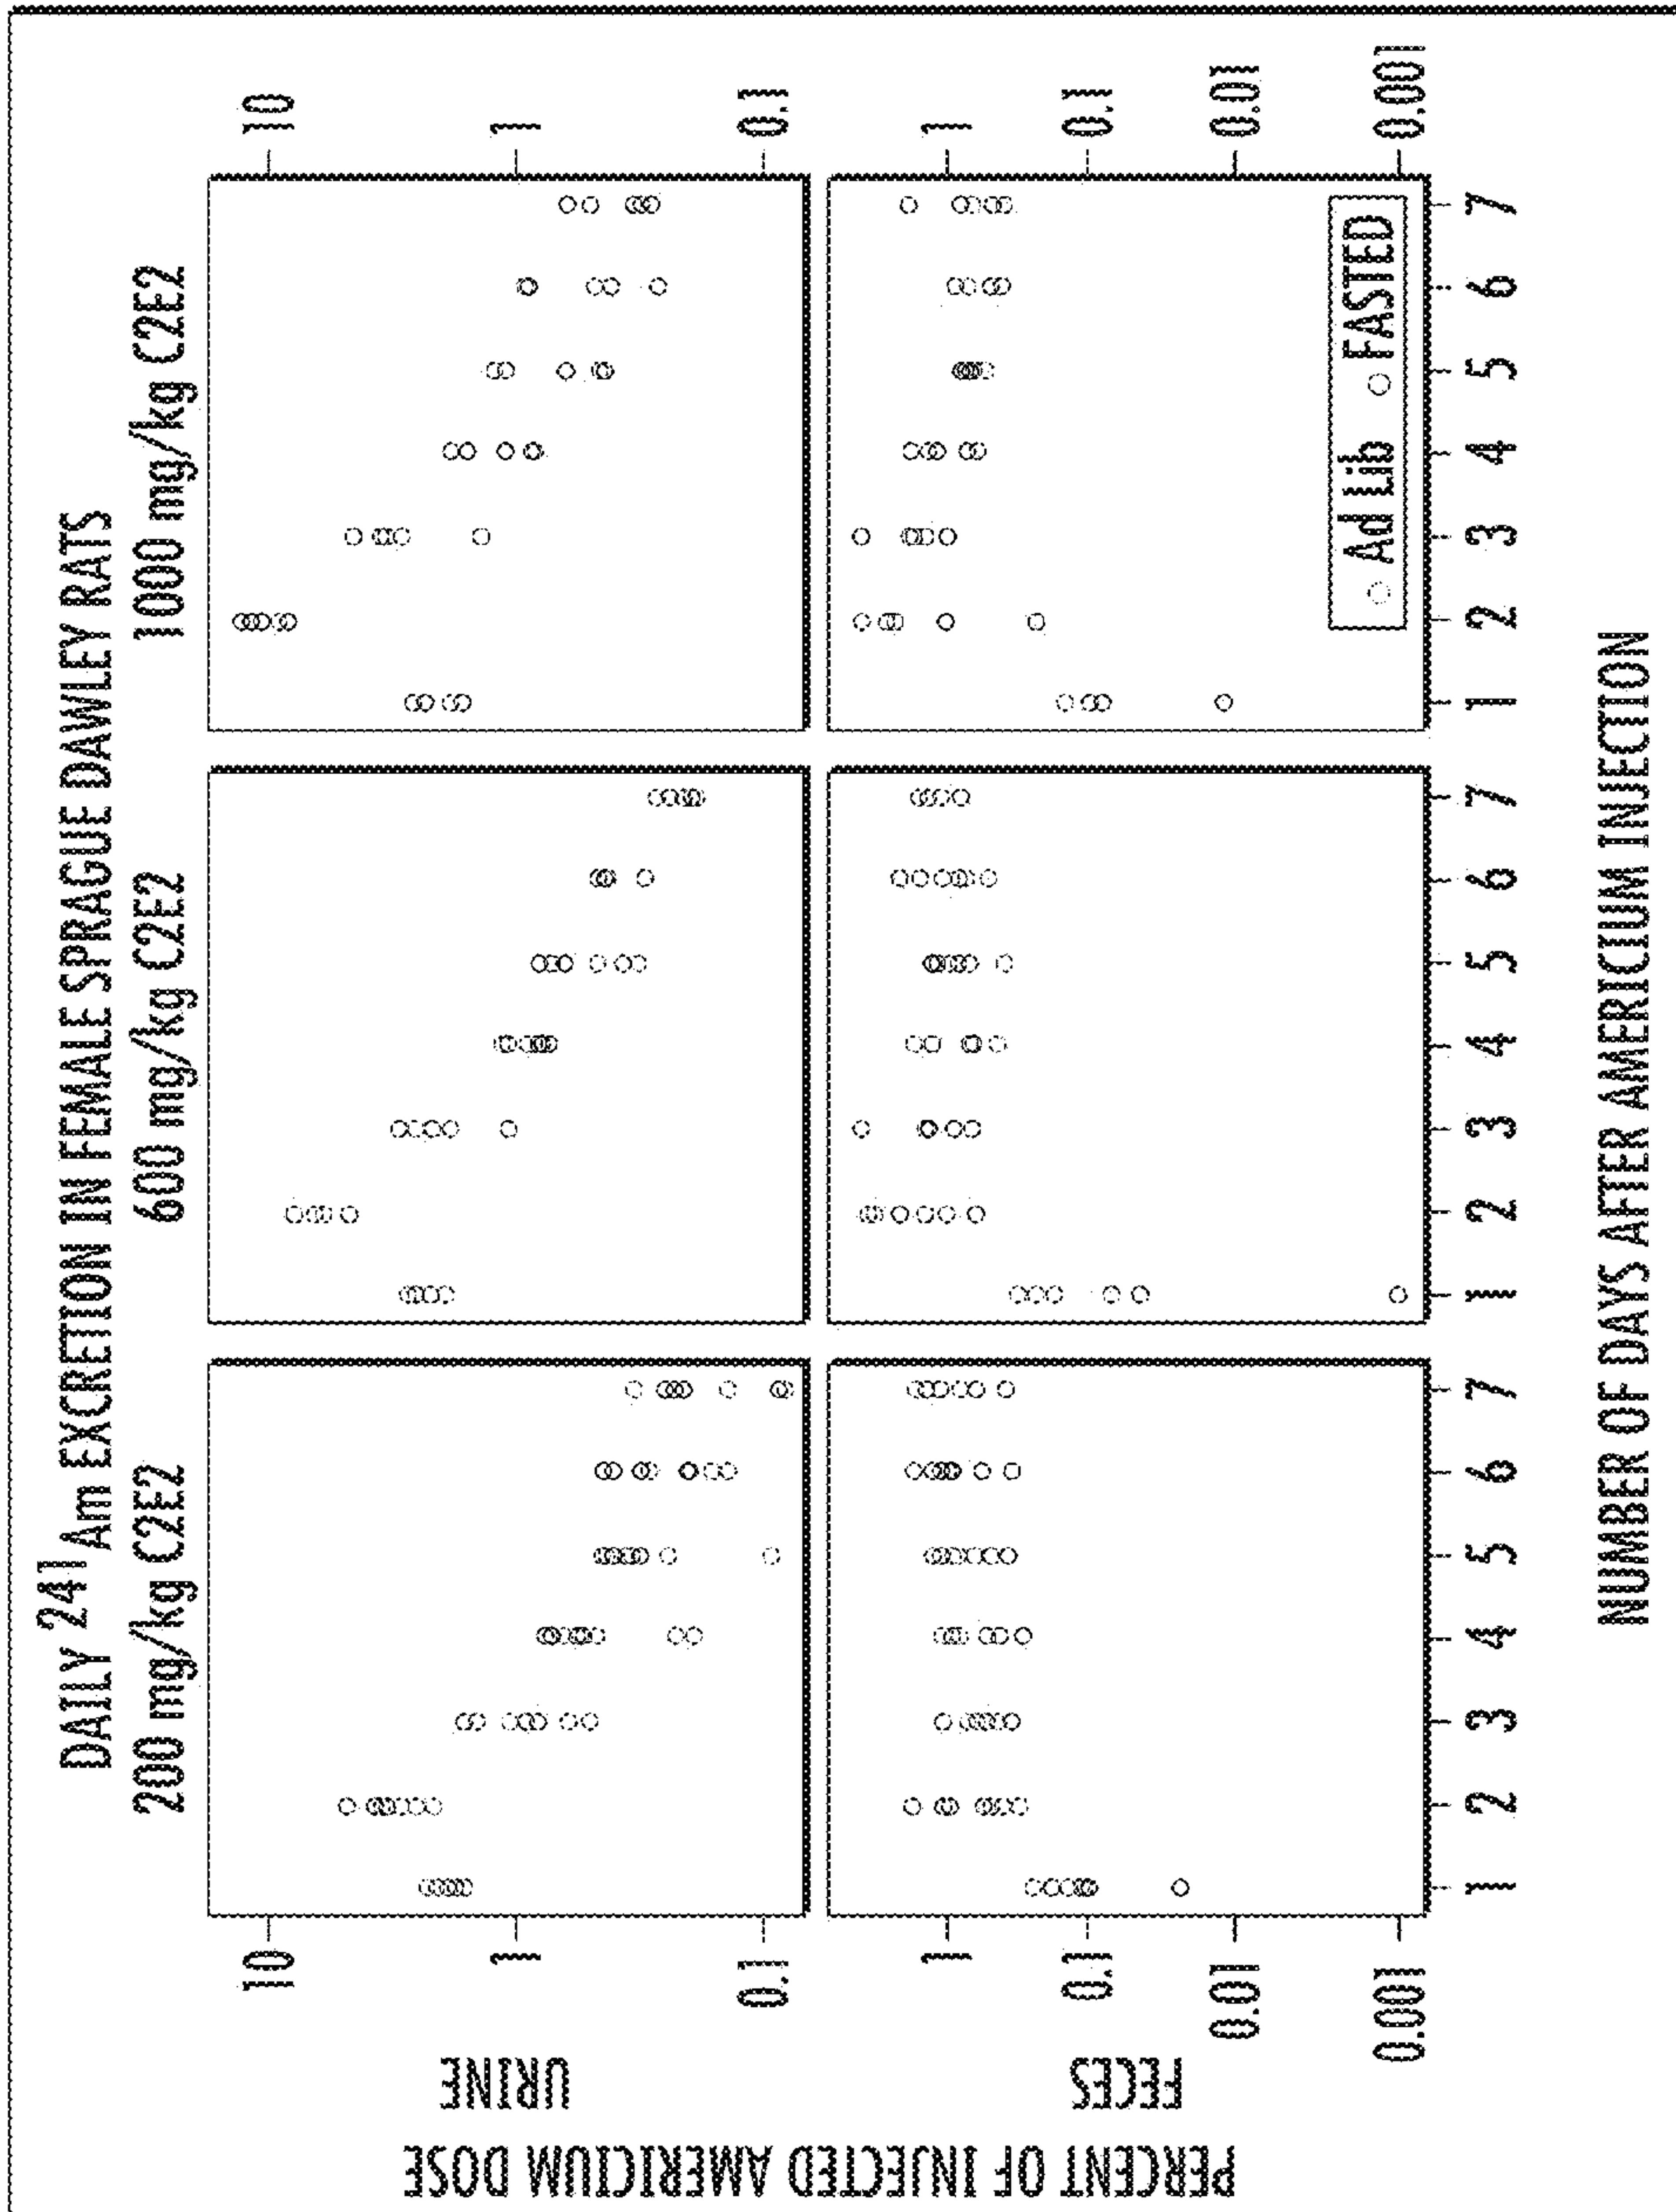 DAILY 241Am EXCRETION IN FEMALE SPRAGUE DAWLEY RATS
200 mg/kg C2E2
600 mg/kg C2E2
1000 mg/kg C2E2
PERCENT OF INJECTED AMERICIUM DOSE
URINE
10
1
0.1
10
1
0.1
FECES
1
0.1
0.01
0.001
1
0.1
0.01
0.001
Ad Lib FASTED
1 2 3 4 5 6 7
1 2 3 4 5 6 7
1 2 3 4 5 6 7
NUMBER OF DAYS AFTER AMERICIUM INJECTION